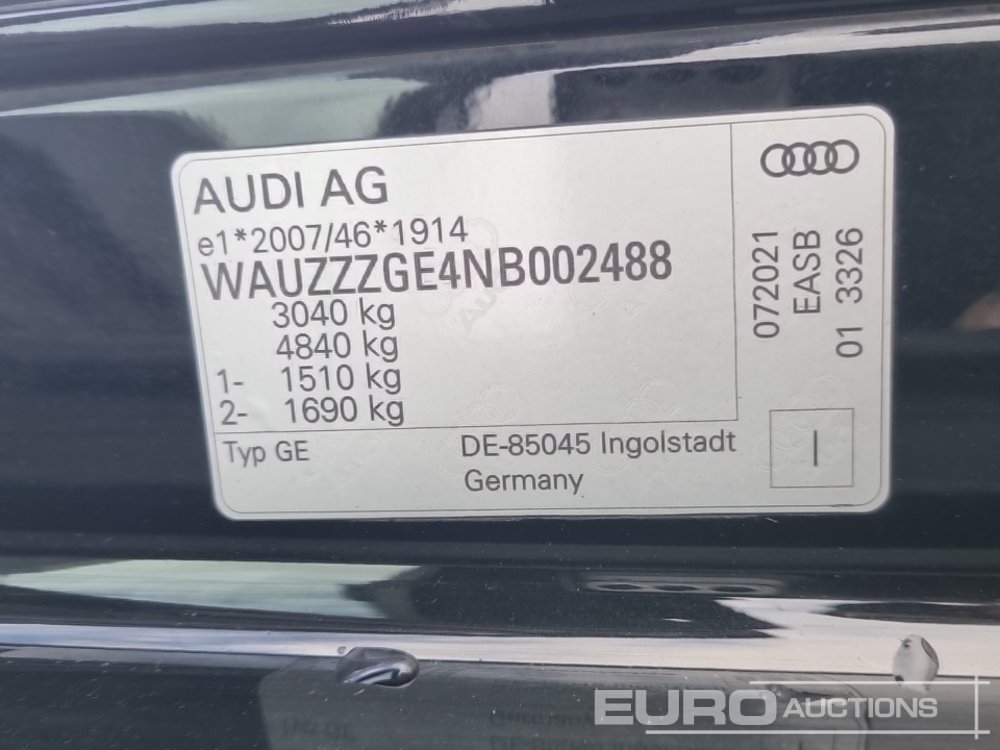 AUDI AG
e1*2007/46*1914
WAUZZZGE4NB002488
3040 kg
4840 kg
1- 1510 kg
2- 1690 kg
Typ GE
DE-85045 Ingolstadt
Germany
072021
EASB
01 3326
I
EURO AUCTIONS